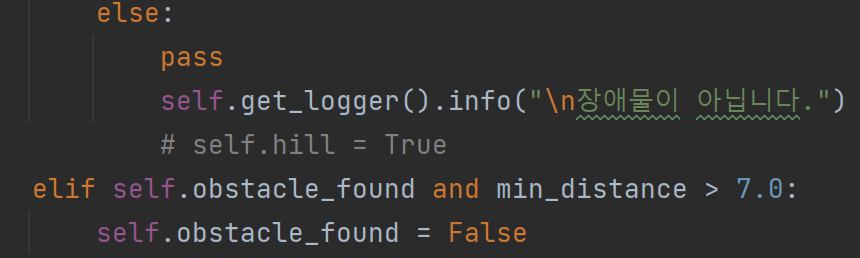 else:
pass
self.get_logger().info("\n장애물이 아닙니다.")
# self.hill = True
elif self.obstacle_found and min_distance > 7.0:
self.obstacle_found = False